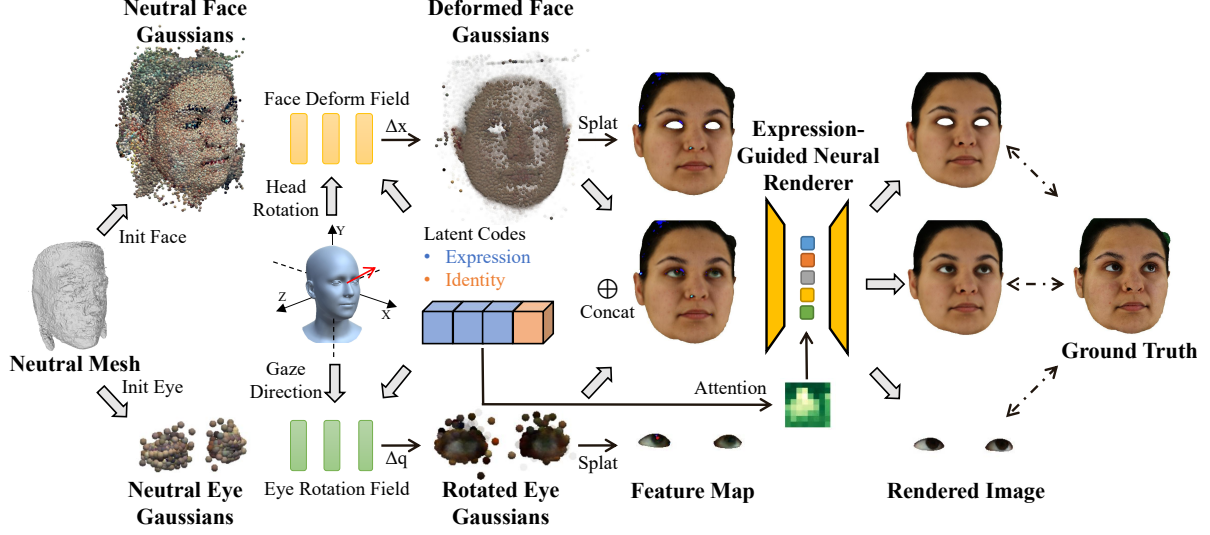 Neutral Face
Gaussians
Deformed Face
Gaussians
Face Deform Field
Δx
Splat
Expression-
Guided Neural
Renderer
Head
Rotation
Init Face
Y
Z
X
Latent Codes
• Expression
• Identity
Concat
Neutral Mesh
Ground Truth
Init Eye
Gaze
Direction
Attention
Δq
Splat
Neutral Eye
Gaussians
Eye Rotation Field
Rotated Eye
Gaussians
Feature Map
Rendered Image